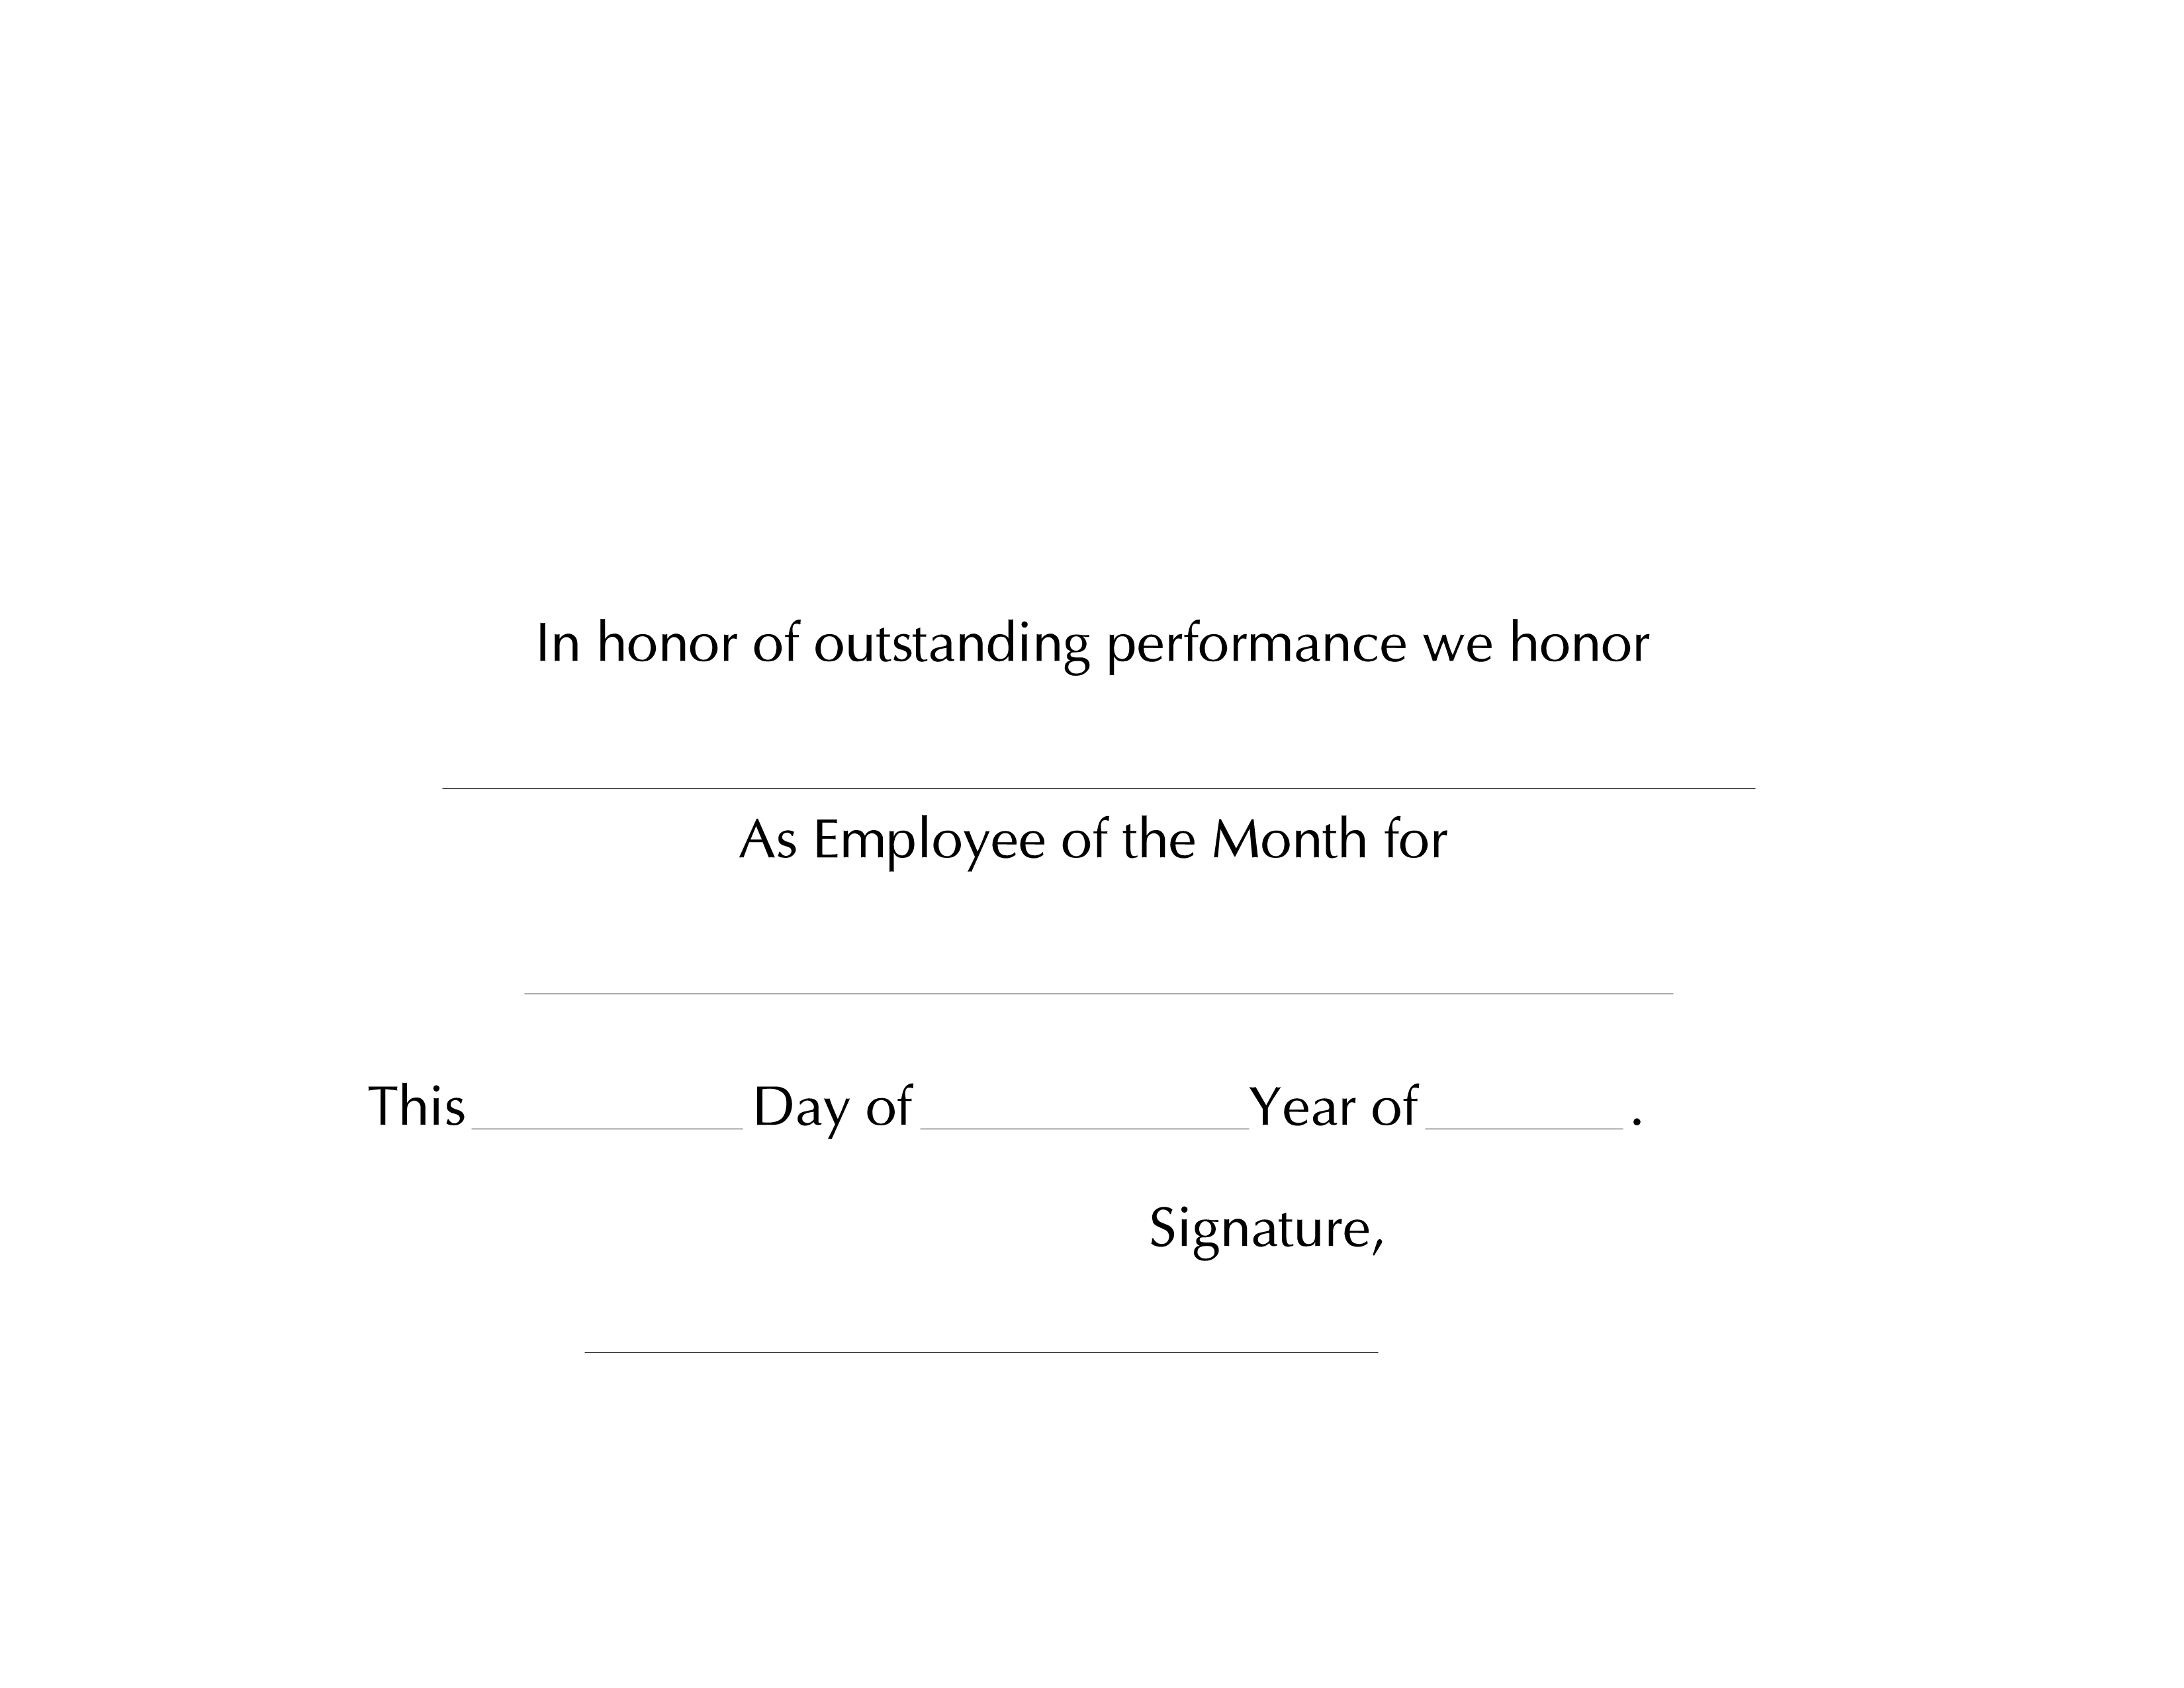 In honor of outstanding performance we honor
As Employee of the Month for
This Day of Year of .
Signature,